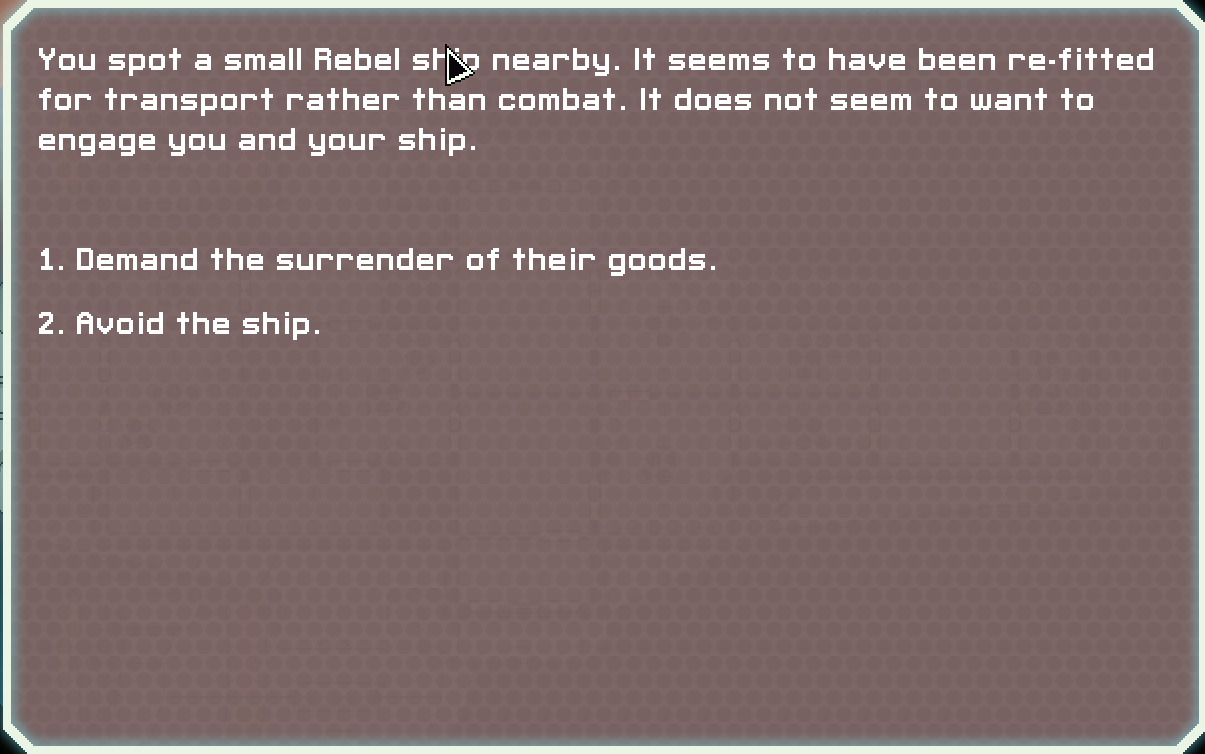 You spot a small Rebel ship nearby. It seems to have been re-fitted
for transport rather than combat. It does not seem to want to
engage you and your ship.
1. Demand the surrender of their goods.
2. Avoid the ship.